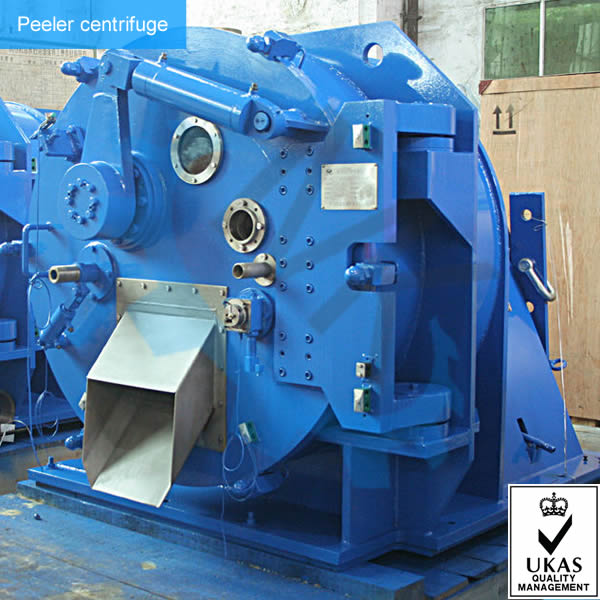 Peeler centrifuge
UKAS
QUALITY
MANAGEMENT